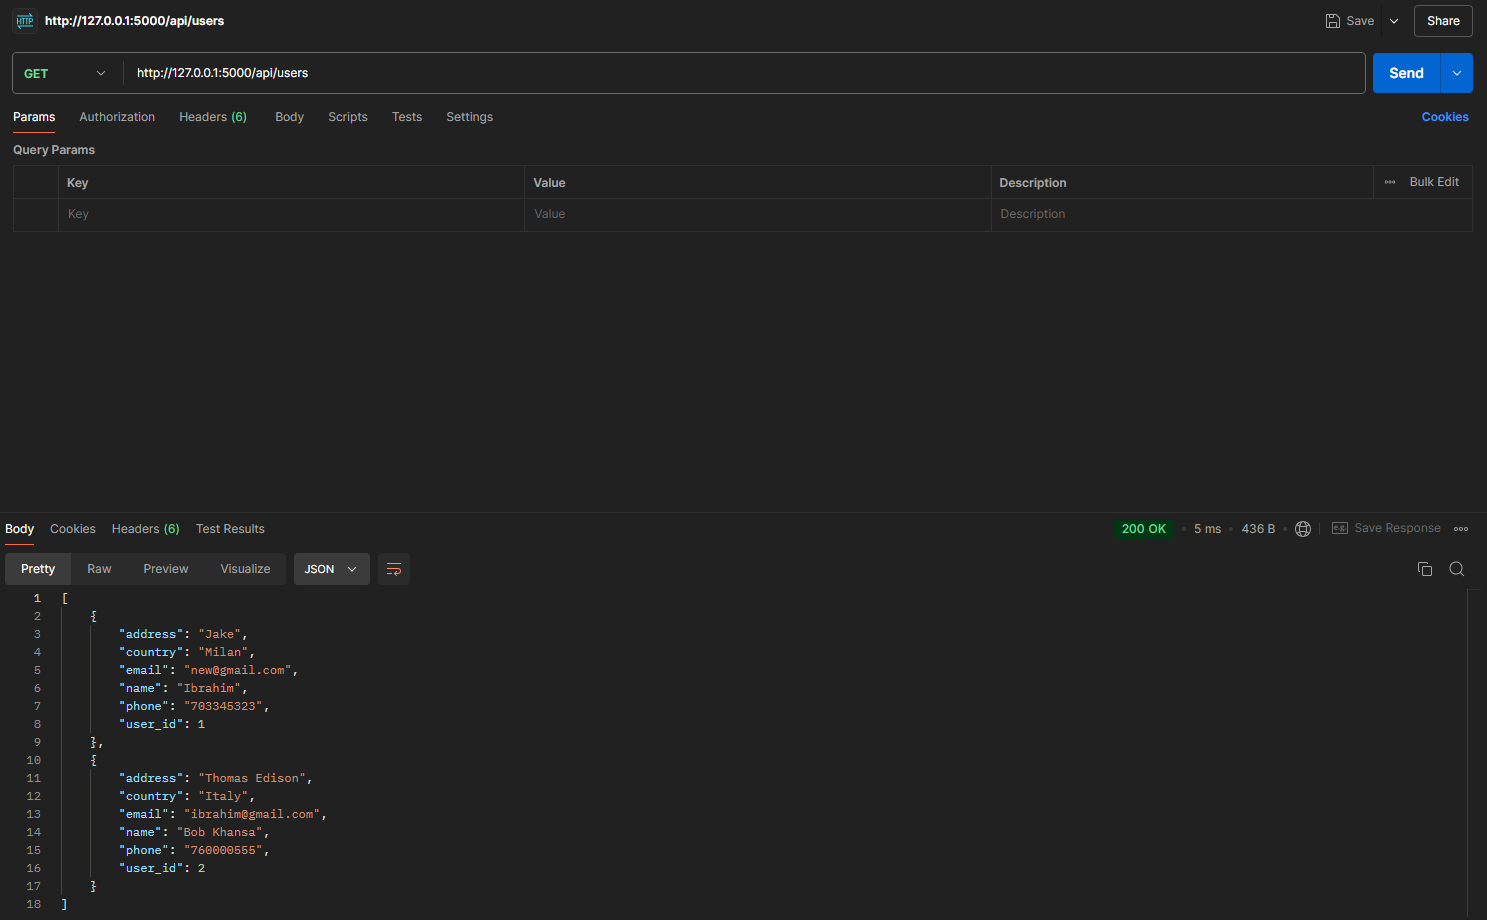 HTTP http://127.0.0.1:5000/api/users Save Share
GET http://127.0.0.1:5000/api/users Send
Params Authorization Headers (6) Body Scripts Tests Settings Cookies
Query Params
Key Value Description Bulk Edit
Key Value Description
Body Cookies Headers (6) Test Results 200 OK • 5 ms • 436 B • e.g. Save Response
Pretty Raw Preview Visualize JSON
1 [
2 {
3 "address": "Jake",
4 "country": "Milan",
5 "email": "new@gmail.com",
6 "name": "Ibrahim",
7 "phone": "703345323",
8 "user_id": 1
9 },
10 {
11 "address": "Thomas Edison",
12 "country": "Italy",
13 "email": "ibrahim@gmail.com",
14 "name": "Bob Khansa",
15 "phone": "760000555",
16 "user_id": 2
17 }
18 ]